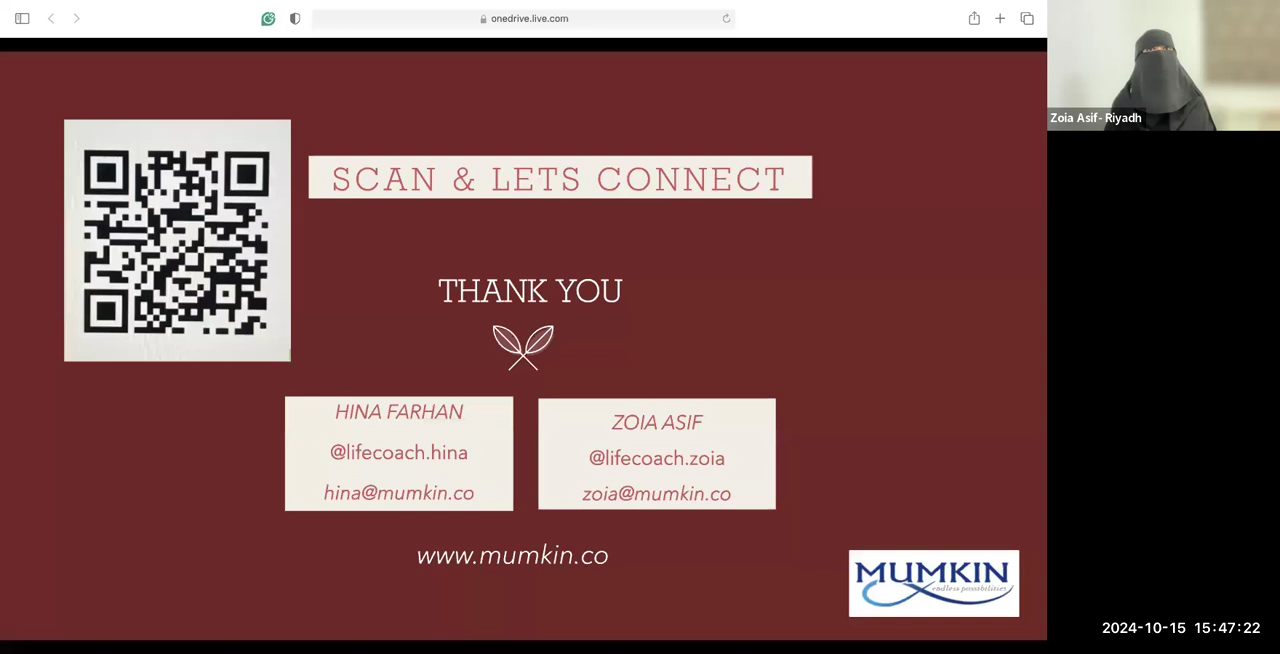 onedrive.live.com
Zoia Asif- Riyadh
SCAN & LETS CONNECT
THANK YOU
HINA FARHAN
@lifecoach.hina
hina@mumkin.co
ZOIA ASIF
@lifecoach.zoia
zoia@mumkin.co
www.mumkin.co
MUMKIN
endless possibilities
2024-10-15 15:47:22